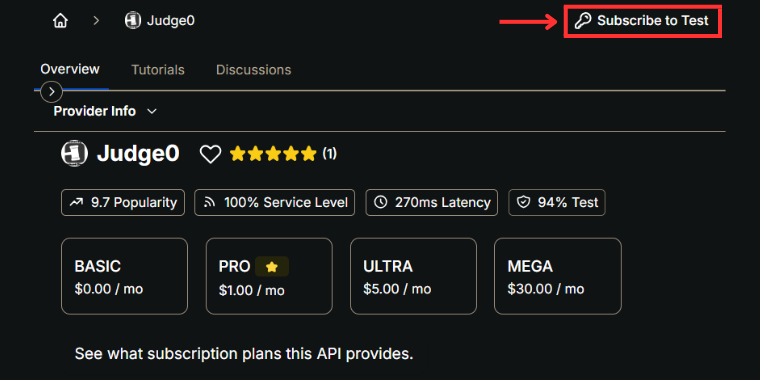 Judge0
Subscribe to Test
Overview Tutorials Discussions
Provider Info
Judge0 (1)
9.7 Popularity 100% Service Level 270ms Latency 94% Test
BASIC PRO ULTRA MEGA
$0.00 / mo $1.00 / mo $5.00 / mo $30.00 / mo
See what subscription plans this API provides.